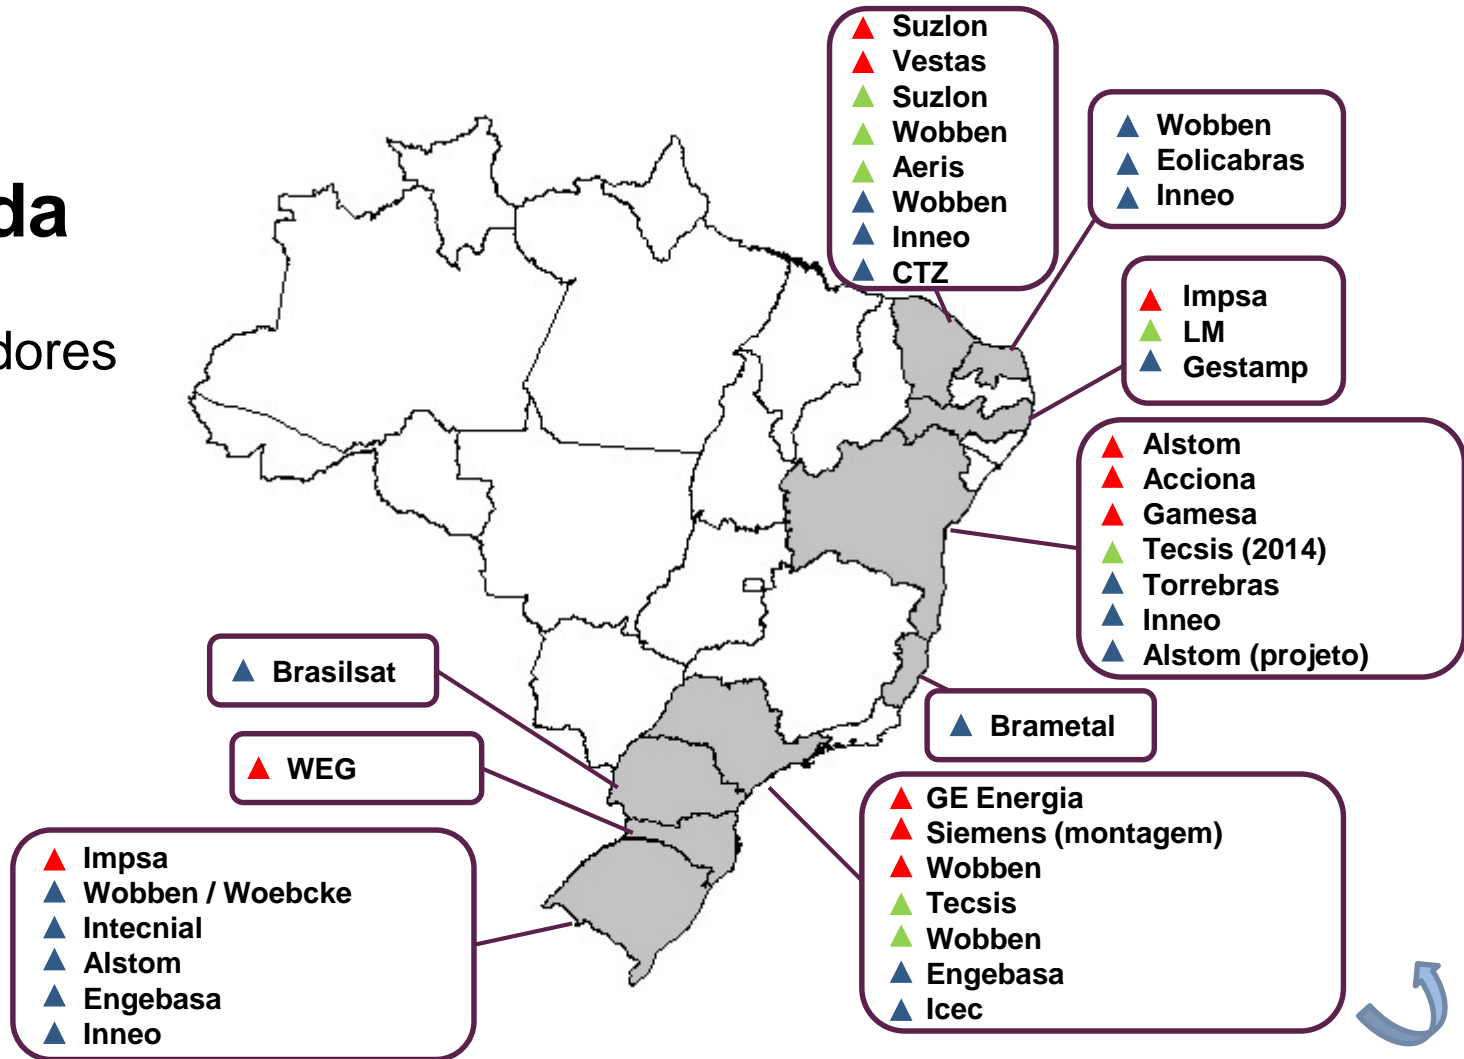 da
dores
Suzlon
Vestas
Suzlon
Wobben
Aeris
Wobben
Inneo
CTZ
Wobben
Eolicabras
Inneo
Impsa
LM
Gestamp
Alstom
Acciona
Gamesa
Tecsis (2014)
Torrebras
Inneo
Alstom (projeto)
Brasilsat
Brametal
WEG
GE Energia
Siemens (montagem)
Wobben
Tecsis
Wobben
Engebasa
Icec
Impsa
Wobben / Woebcke
Intecnial
Alstom
Engebasa
Inneo